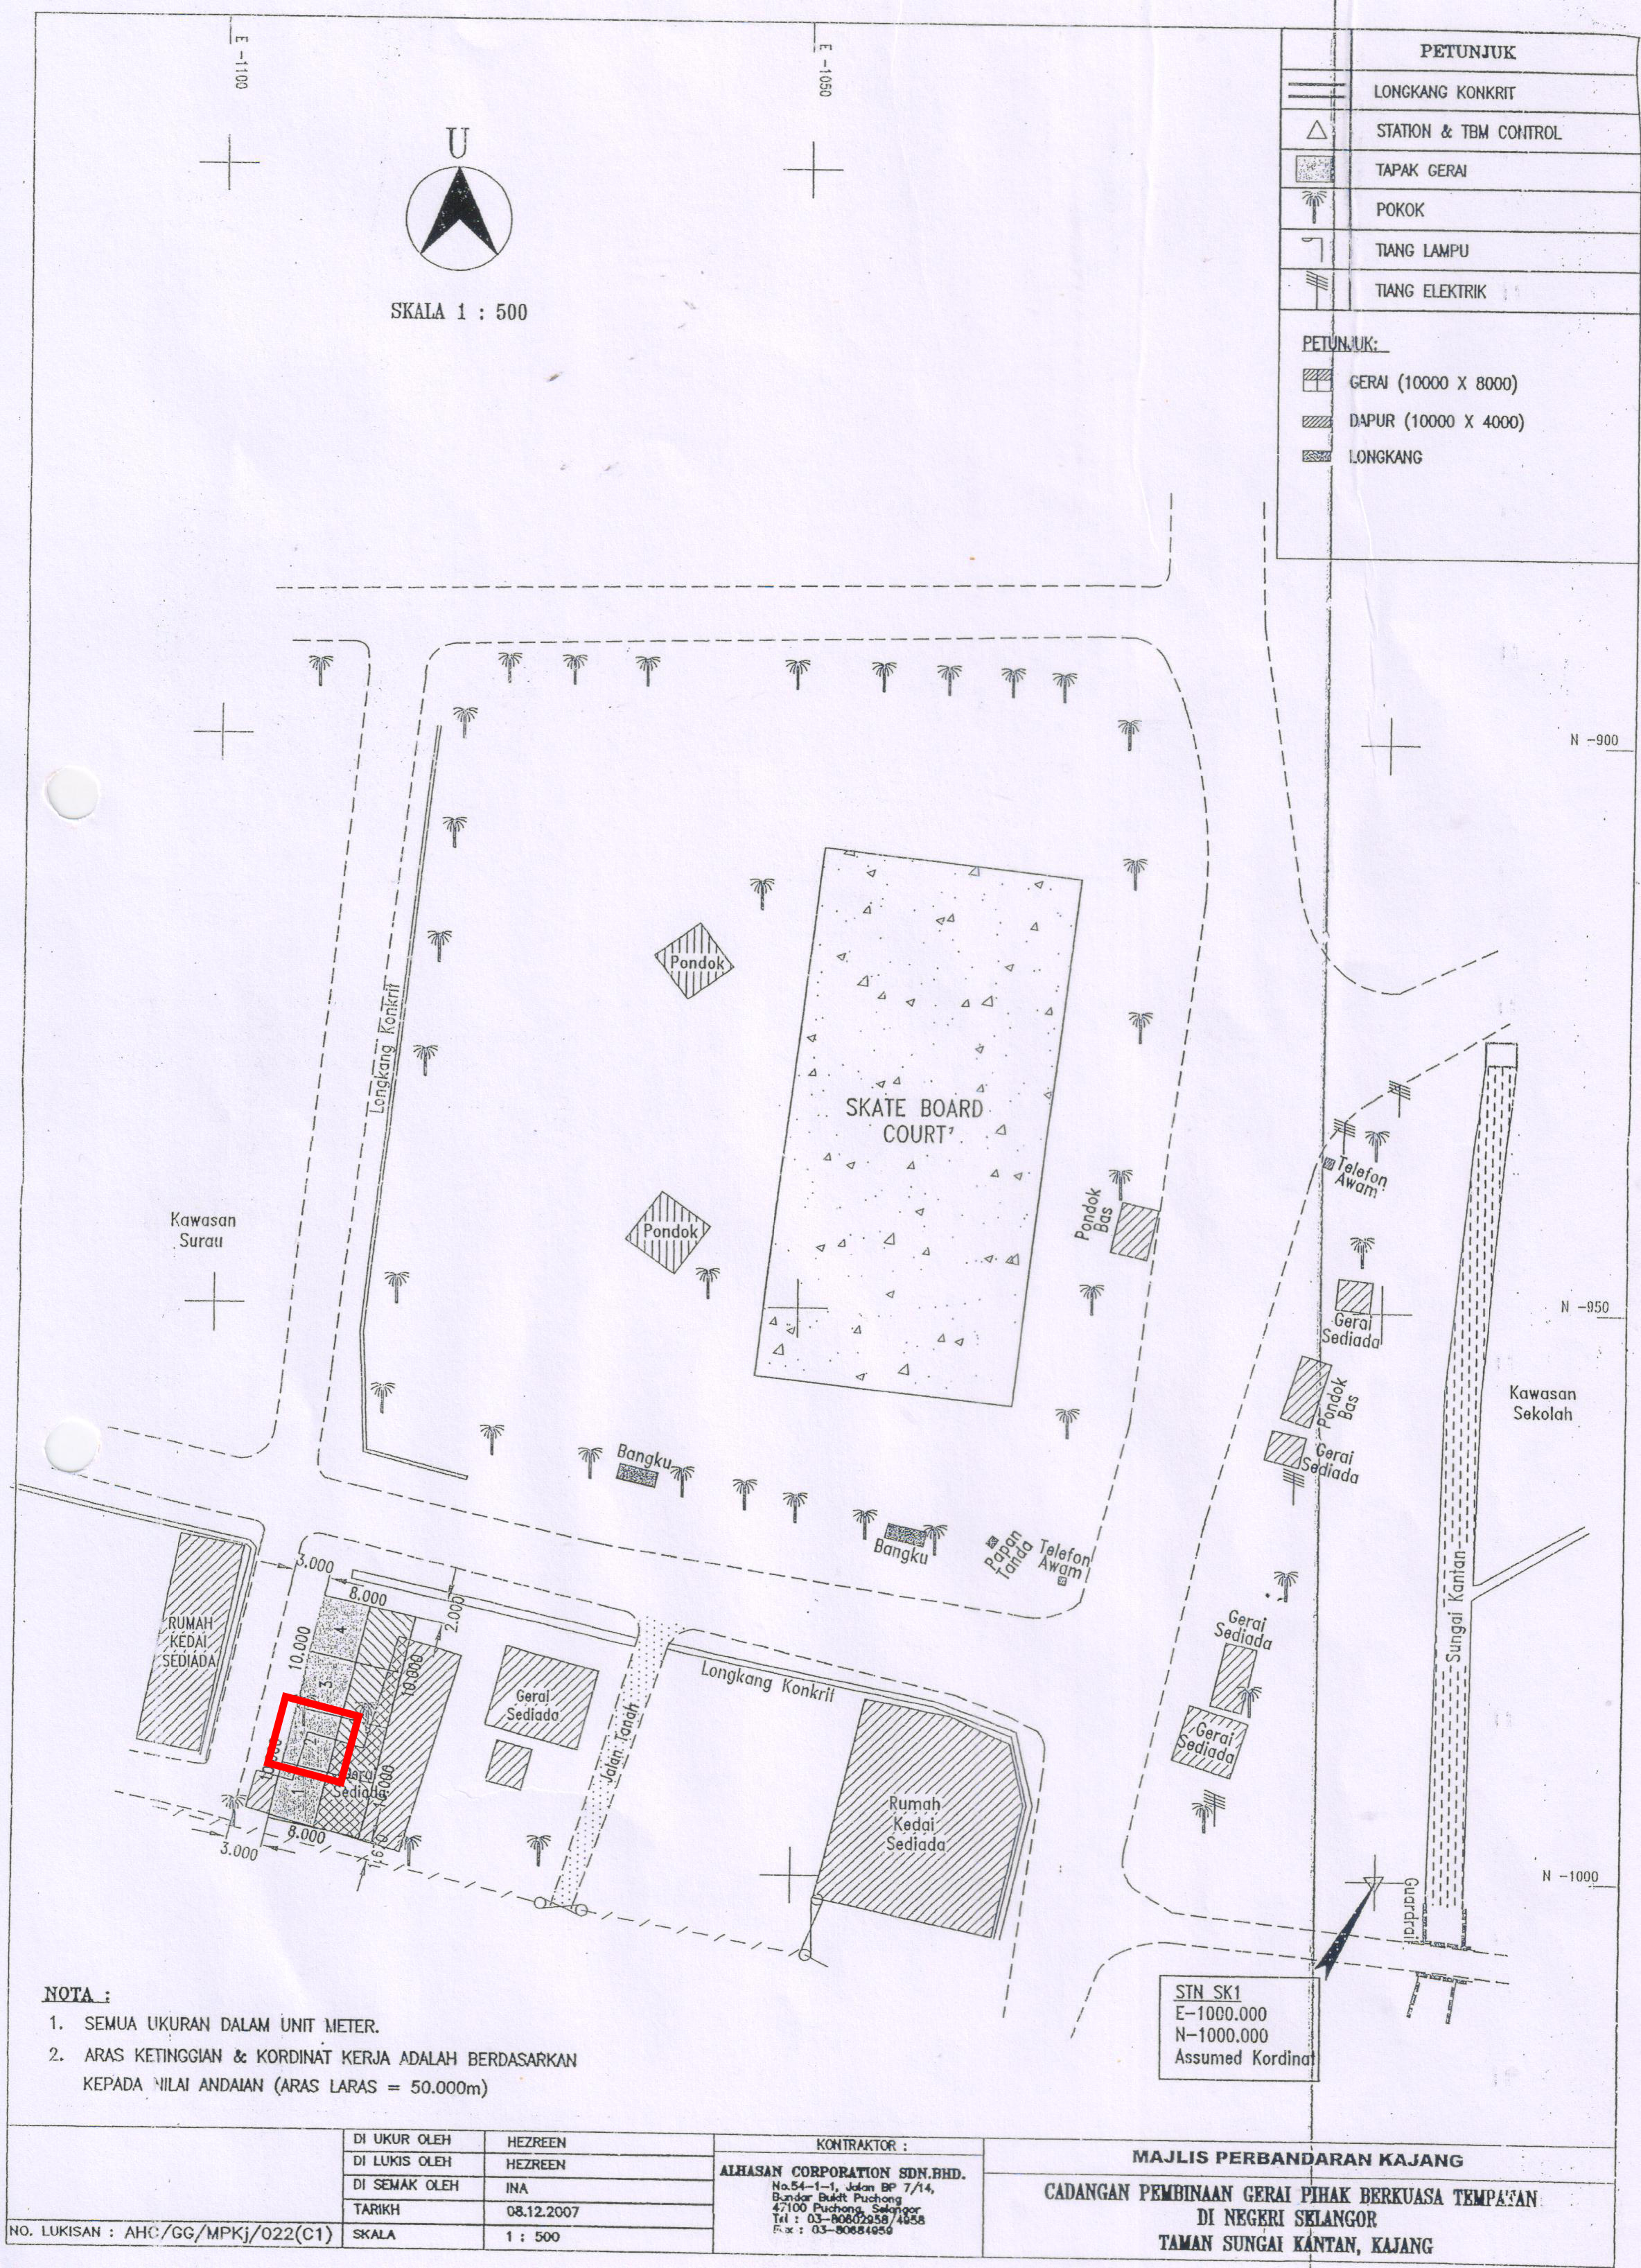 E -1100
E -1050
U
SKALA 1 : 500
PETUNJUK
LONGKANG KONKRIT
STATION & TBM CONTROL
TAPAK GERAI
POKOK
TIANG LAMPU
TIANG ELEKTRIK
PETUNJUK:
GERAI (10000 X 8000)
DAPUR (10000 X 4000)
LONGKANG
N -900
Pondok
Longkang Konkrit
SKATE BOARD
COURT
Telefon
Awam
Pondok
Bas
Kawasan
Surau
Pondok
N -950
Gerai
Sediada
Pondok
Bas
Kawasan
Sekolah
Gerai
Sediada
Bangku
Bangku
Papan
Tanda
Telefon
Awam
Sungai Kantan
3.000
8.000
2.000
RUMAH
KEDAI
SEDIADA
4
10.000
3
10.000
2
1
Gerai
Sediada
8.000
3.000
Gerai
Sediada
Jalan Tanah
Longkang Konkrit
Gerai
Sediada
Gerai
Sediada
Rumah
Kedai
Sediada
N -1000
Guardrail
STN SK1
E-1000.000
N-1000.000
Assumed Kordinat
NOTA :
1. SEMUA UKURAN DALAM UNIT METER.
2. ARAS KETINGGIAN & KORDINAT KERJA ADALAH BERDASARKAN
KEPADA NILAI ANDAIAN (ARAS LARAS = 50.000m)
DI UKUR OLEH HEZREEN
DI LUKIS OLEH HEZREEN
DI SEMAK OLEH INA
TARIKH 08.12.2007
NO. LUKISAN : AHC/GG/MPKj/022(C1)
SKALA 1 : 500
KONTRAKTOR :
ALHASAN CORPORATION SDN.BHD.
No.54-1-1, Jalan BP 7/14,
Bandar Bukit Puchong
47100 Puchong, Selangor
Tel : 03-80602958/4958
Fax : 03-80684959
MAJLIS PERBANDARAN KAJANG
CADANGAN PEMBINAAN GERAI PIHAK BERKUASA TEMPATAN
DI NEGERI SELANGOR
TAMAN SUNGAI KANTAN, KAJANG